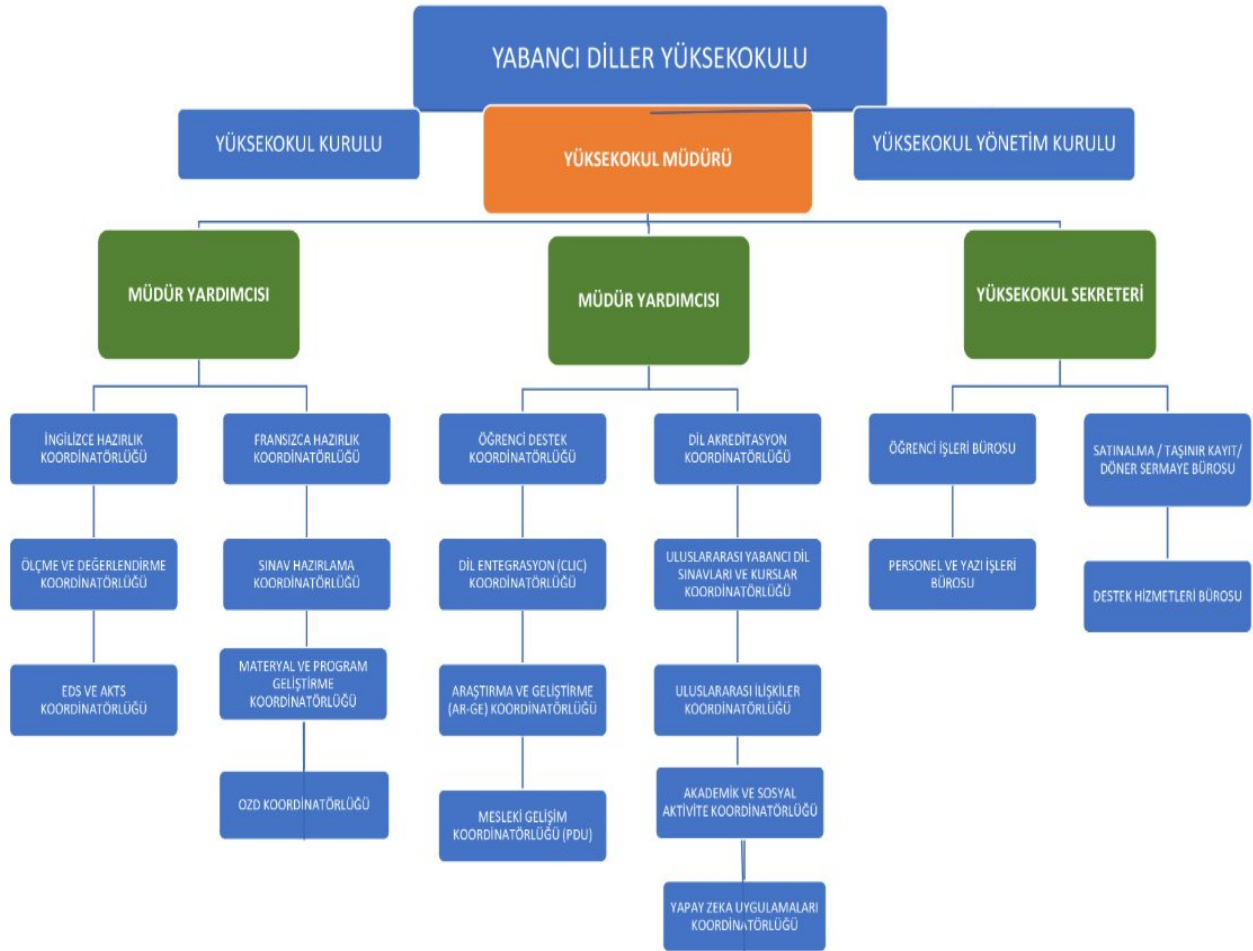 YABANCI DİLLER YÜKSEKOKULU
YÜKSEKOKUL KURULU
YÜKSEKOKUL MÜDÜRÜ
YÜKSEKOKUL YÖNETİM KURULU
MÜDÜR YARDIMCISI
MÜDÜR YARDIMCISI
YÜKSEKOKUL SEKRETERİ
İNGİLİZCE HAZIRLIK
KOORDİNATÖRLÜĞÜ
FRANSIZCA HAZIRLIK
KOORDİNATÖRLÜĞÜ
ÖĞRENCİ DESTEK
KOORDİNATÖRLÜĞÜ
DİL AKREDİTASYON
KOORDİNATÖRLÜĞÜ
ÖĞRENCİ İŞLERİ BÜROSU
SATINALMA / TAŞINIR KAYIT/
DÖNER SERMAYE BÜROSU
ÖLÇME VE DEĞERLENDİRME
KOORDİNATÖRLÜĞÜ
SINAV HAZIRLAMA
KOORDİNATÖRLÜĞÜ
DİL ENTEGRASYON (CLIC)
KOORDİNATÖRLÜĞÜ
ULUSLARARASI YABANCI DİL
SINAVLARI VE KURSLAR
KOORDİNATÖRLÜĞÜ
PERSONEL VE YAZI İŞLERİ
BÜROSU
DESTEK HİZMETLERİ BÜROSU
EDS VE AKTS
KOORDİNATÖRLÜĞÜ
MATERYAL VE PROGRAM
GELİŞTİRME
KOORDİNATÖRLÜĞÜ
ARAŞTIRMA VE GELİŞTİRME
(AR-GE) KOORDİNATÖRLÜĞÜ
ULUSLARARASI İLİŞKİLER
KOORDİNATÖRLÜĞÜ
OZD KOORDİNATÖRLÜĞÜ
MESLEKİ GELİŞİM
KOORDİNATÖRLÜĞÜ (PDU)
AKADEMİK VE SOSYAL
AKTİVİTE KOORDİNATÖRLÜĞÜ
YAPAY ZEKA UYGULAMALARI
KOORDİNATÖRLÜĞÜ